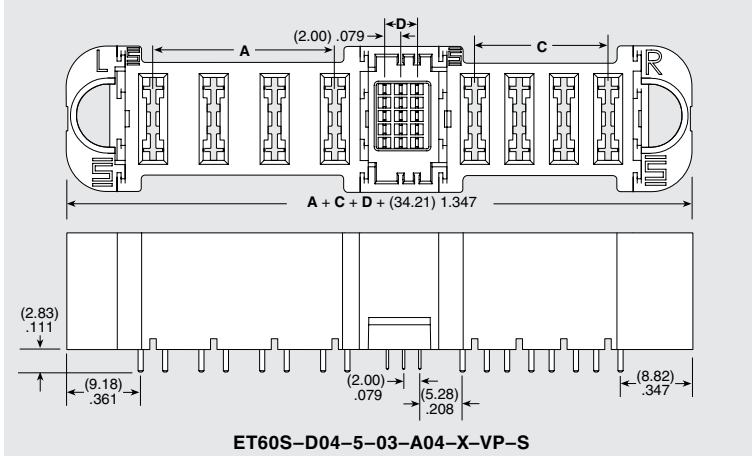 D
(2.00) .079
A
C
L
R
A + C + D + (34.21) 1.347
(2.83)
.111
(9.18)
.361
(2.00)
.079
(5.28)
.208
(8.82)
.347
ET60S–D04–5–03–A04–X–VP–S